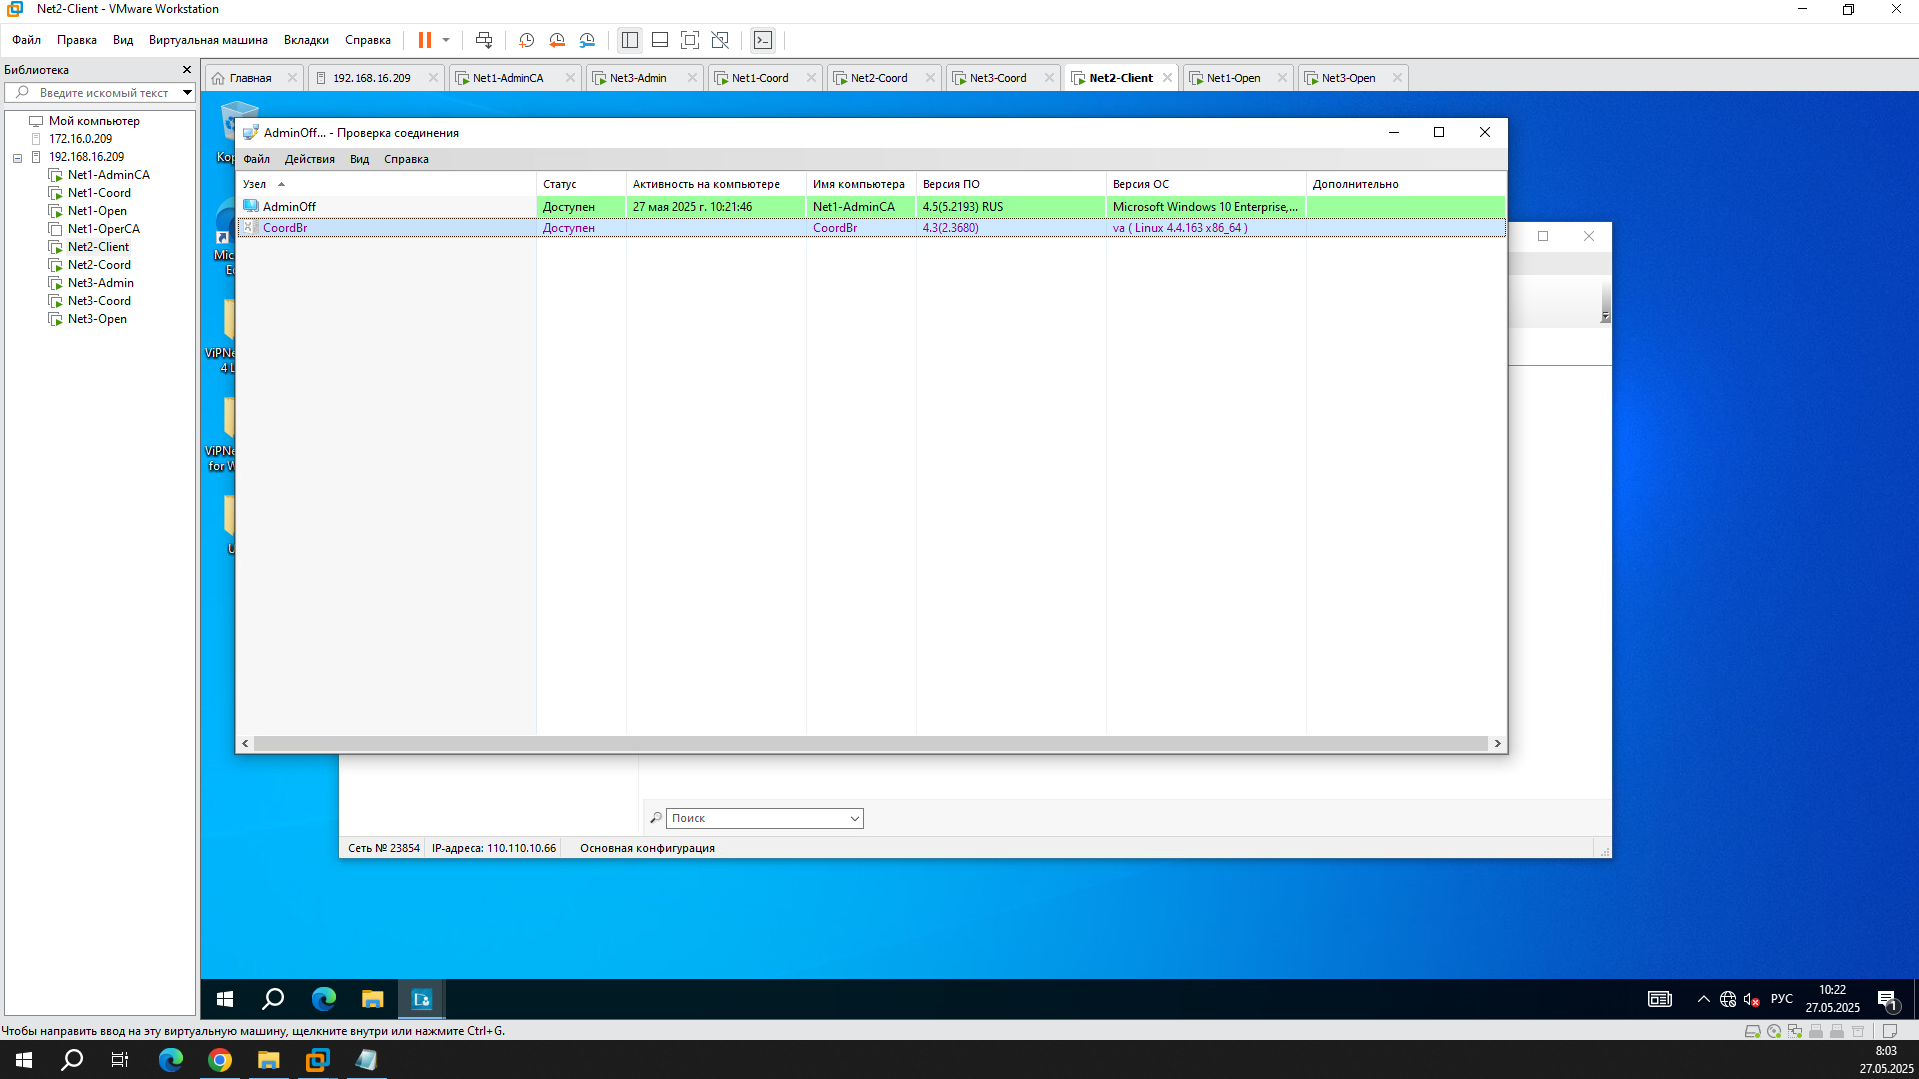 Net2-Client - VMware Workstation
Файл Правка Вид Виртуальная машина Вкладки Справка
Библиотека
Введите искомый текст
Мой компьютер
172.16.0.209
192.168.16.209
Net1-AdminCA
Net1-Coord
Net1-Open
Net1-OperCA
Net2-Client
Net2-Coord
Net3-Admin
Net3-Coord
Net3-Open
Главная 192.168.16.209 Net1-AdminCA Net3-Admin Net1-Coord Net2-Coord Net3-Coord Net2-Client Net1-Open Net3-Open
AdminOff... - Проверка соединения
Файл Действия Вид Справка
Узел Статус Активность на компьютере Имя компьютера Версия ПО Версия ОС Дополнительно
AdminOff Доступен 27 мая 2025 г. 10:21:46 Net1-AdminCA 4.5(5.2193) RUS Microsoft Windows 10 Enterprise,...
CoordBr Доступен CoordBr 4.3(2.3680) va ( Linux 4.4.163 x86_64 )
Кор
Mic
E
ViPNe
4 L
ViPNe
for W
U
Поиск
Сеть № 23854 IP-адреса: 110.110.10.66 Основная конфигурация
РУС
10:22
27.05.2025
1
Чтобы направить ввод на эту виртуальную машину, щелкните внутри или нажмите Ctrl+G.
8:03
27.05.2025